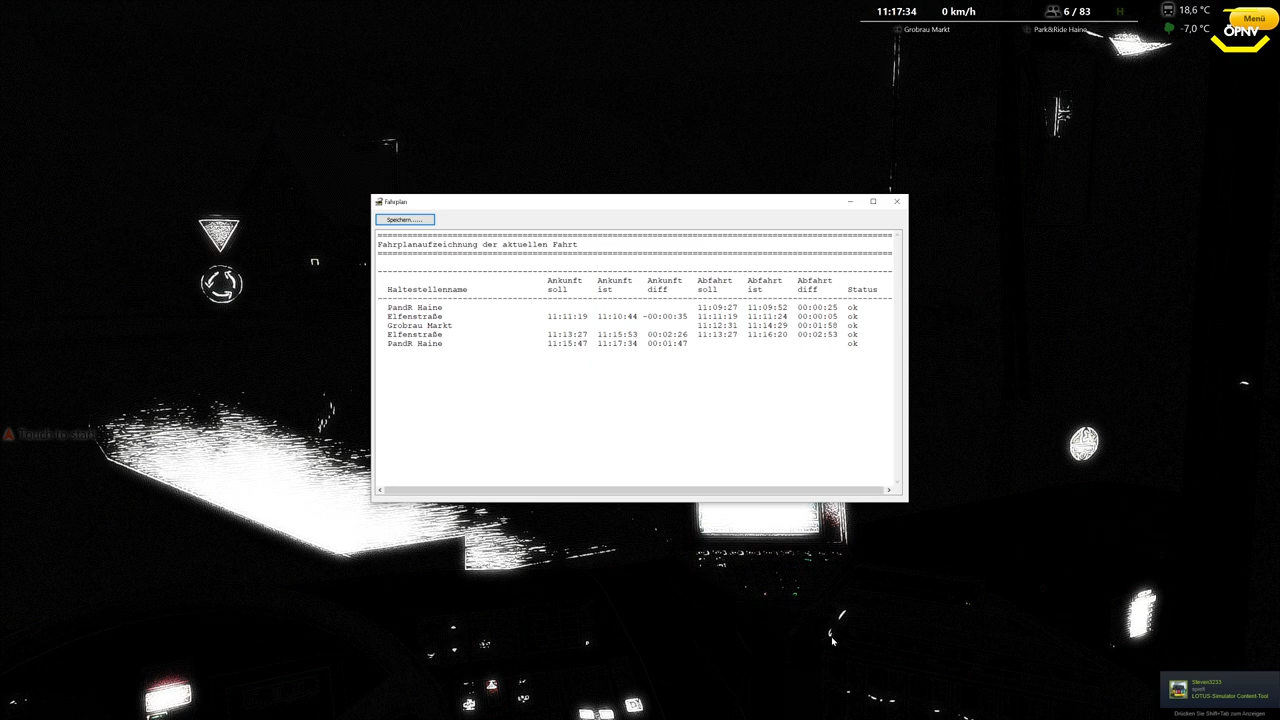 11:17:34 0 km/h 6 / 83 H 18,6 °C Menü
Grobrau Markt Park&Ride Haine -7,0 °C ÖPNV
Fahrplan
Speichern......
==========================================================================================================
Fahrplanaufzeichnung der aktuellen Fahrt
==========================================================================================================
----------------------------------------------------------------------------------------------------------
Ankunft Ankunft Ankunft Abfahrt Abfahrt Abfahrt
Haltestellenname soll ist diff soll ist diff Status
----------------------------------------------------------------------------------------------------------
PandR Haine 11:09:27 11:09:52 00:00:25 ok
Elfenstraße 11:11:19 11:10:44 -00:00:35 11:11:19 11:11:24 00:00:05 ok
Grobrau Markt 11:12:31 11:14:29 00:01:58 ok
Elfenstraße 11:13:27 11:15:53 00:02:26 11:13:27 11:16:20 00:02:53 ok
PandR Haine 11:15:47 11:17:34 00:01:47 ok
Touch to start
Steven3233
spielt
LOTUS-Simulator Content-Tool
Drücken Sie Shift+Tab zum Anzeigen